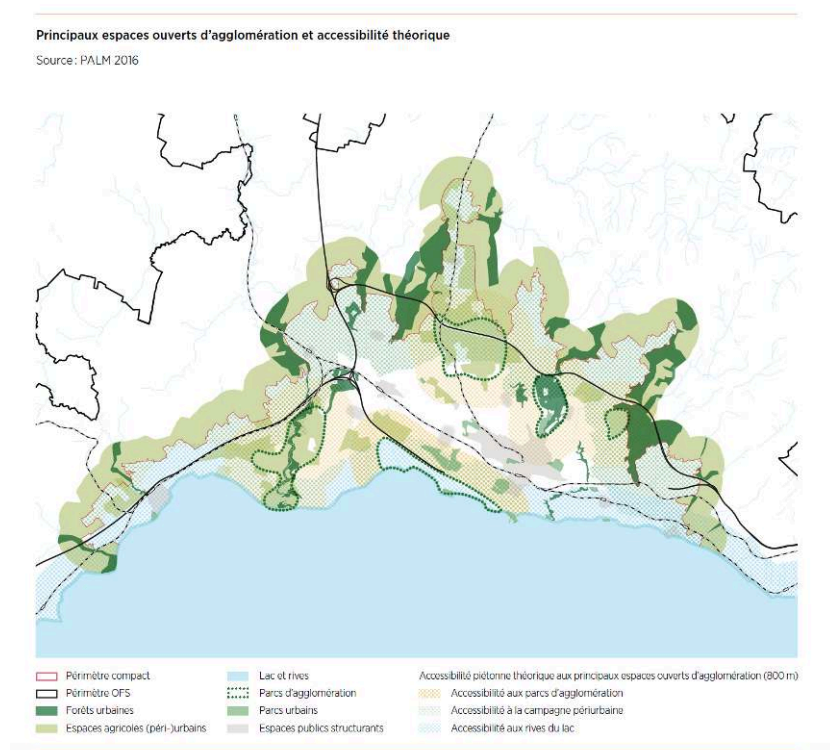 Principaux espaces ouverts d'agglomération et accessibilité théorique
Source : PALM 2016
Périmètre compact
Périmètre OFS
Forêts urbaines
Espaces agricoles (péri-)urbains
Lac et rives
Parcs d'agglomération
Parcs urbains
Espaces publics structurants
Accessibilité piétonne théorique aux principaux espaces ouverts d'agglomération (800 m)
Accessibilité aux parcs d'agglomération
Accessibilité à la campagne périurbaine
Accessibilité aux rives du lac